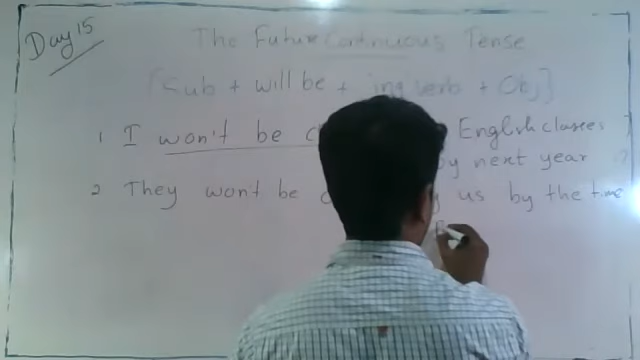 Day 15
The Future Continuous Tense
[Sub + will be + ing verb + Obj]
1 I won't be English classes
by next year
2 They wont be us by the time